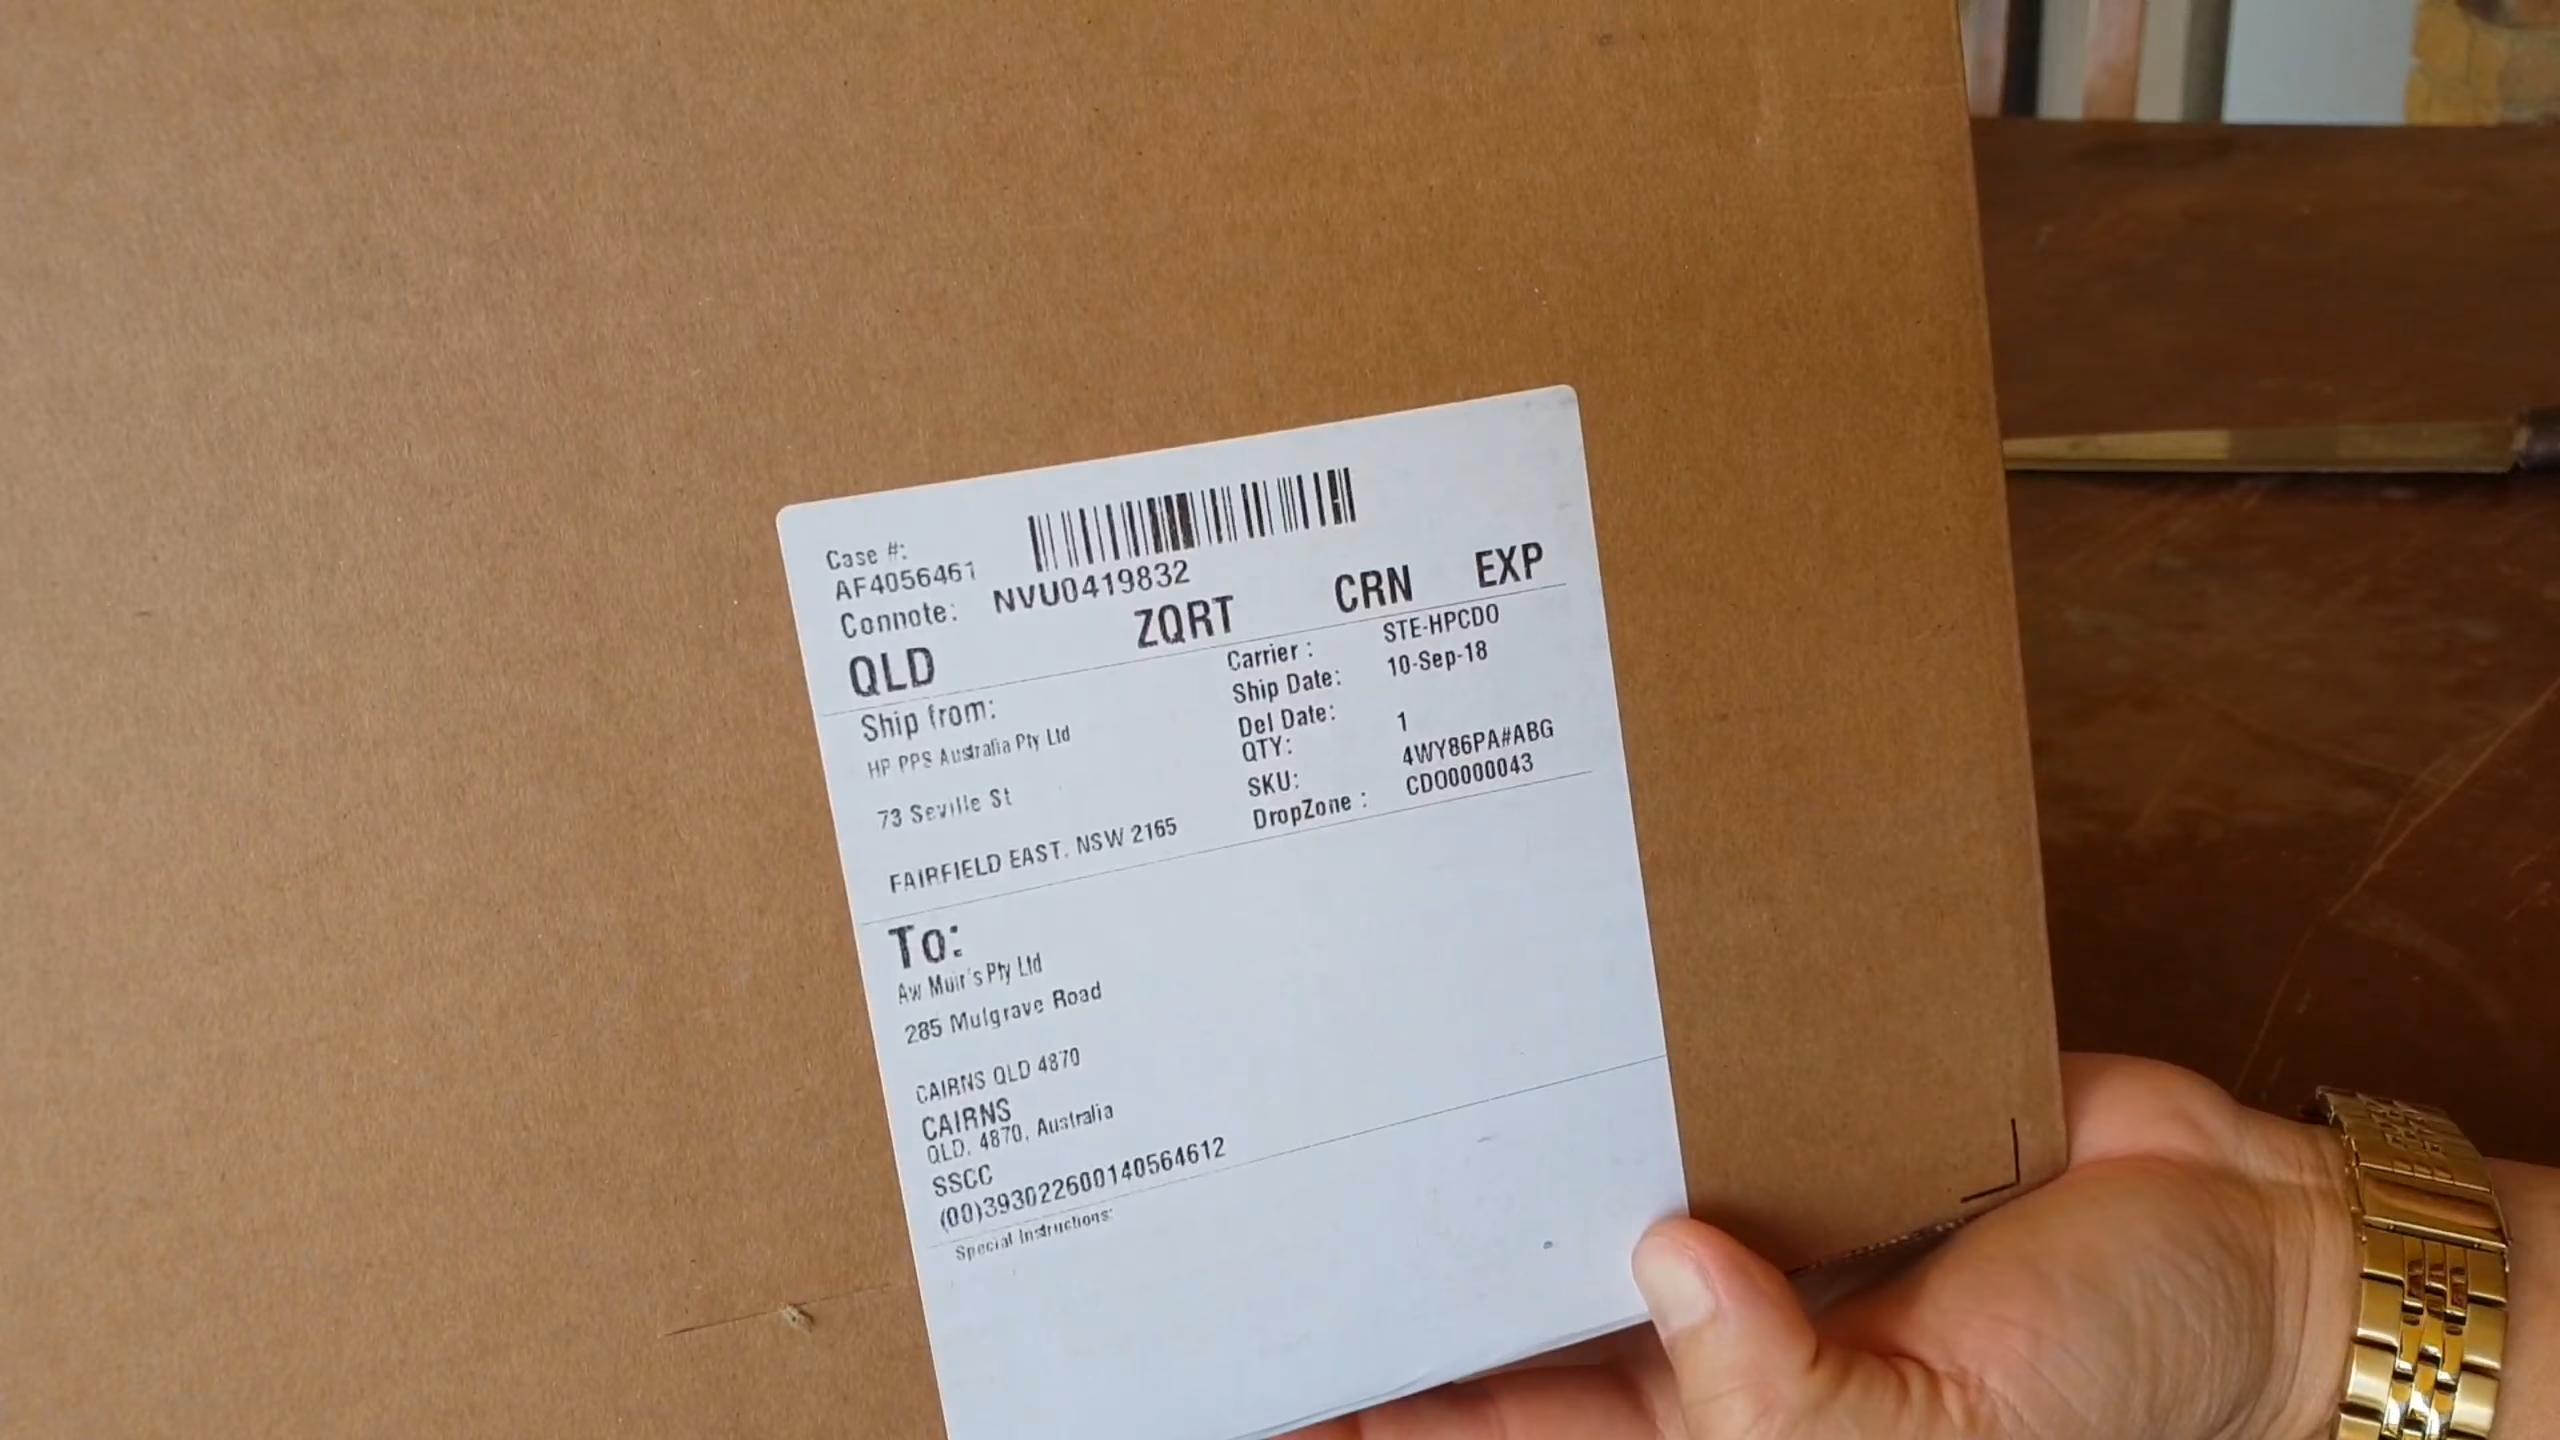 Case #:
AF4056461
Connote: NVU0419832
QLD ZQRT CRN EXP
Ship from:
HP PPS Australia Pty Ltd
73 Seville St
FAIRFIELD EAST, NSW 2165
Carrier : STE-HPCDO
Ship Date: 10-Sep-18
Del Date:
QTY: 1
SKU: 4WY86PA#ABG
DropZone : CDO0000043
To:
Aw Muir's Pty Ltd
285 Mulgrave Road
CAIRNS QLD 4870
CAIRNS
QLD, 4870, Australia
SSCC
(00)393022600140564612
Special Instructions: